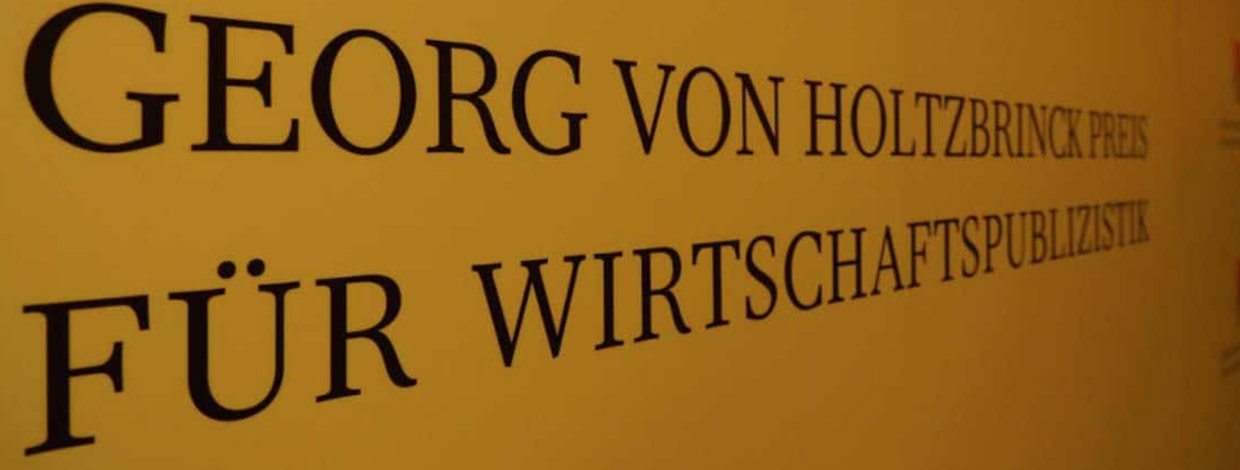 GEORG VON HOLTZBRINCK PREIS
FÜR WIRTSCHAFTSPUBLIZISTIK